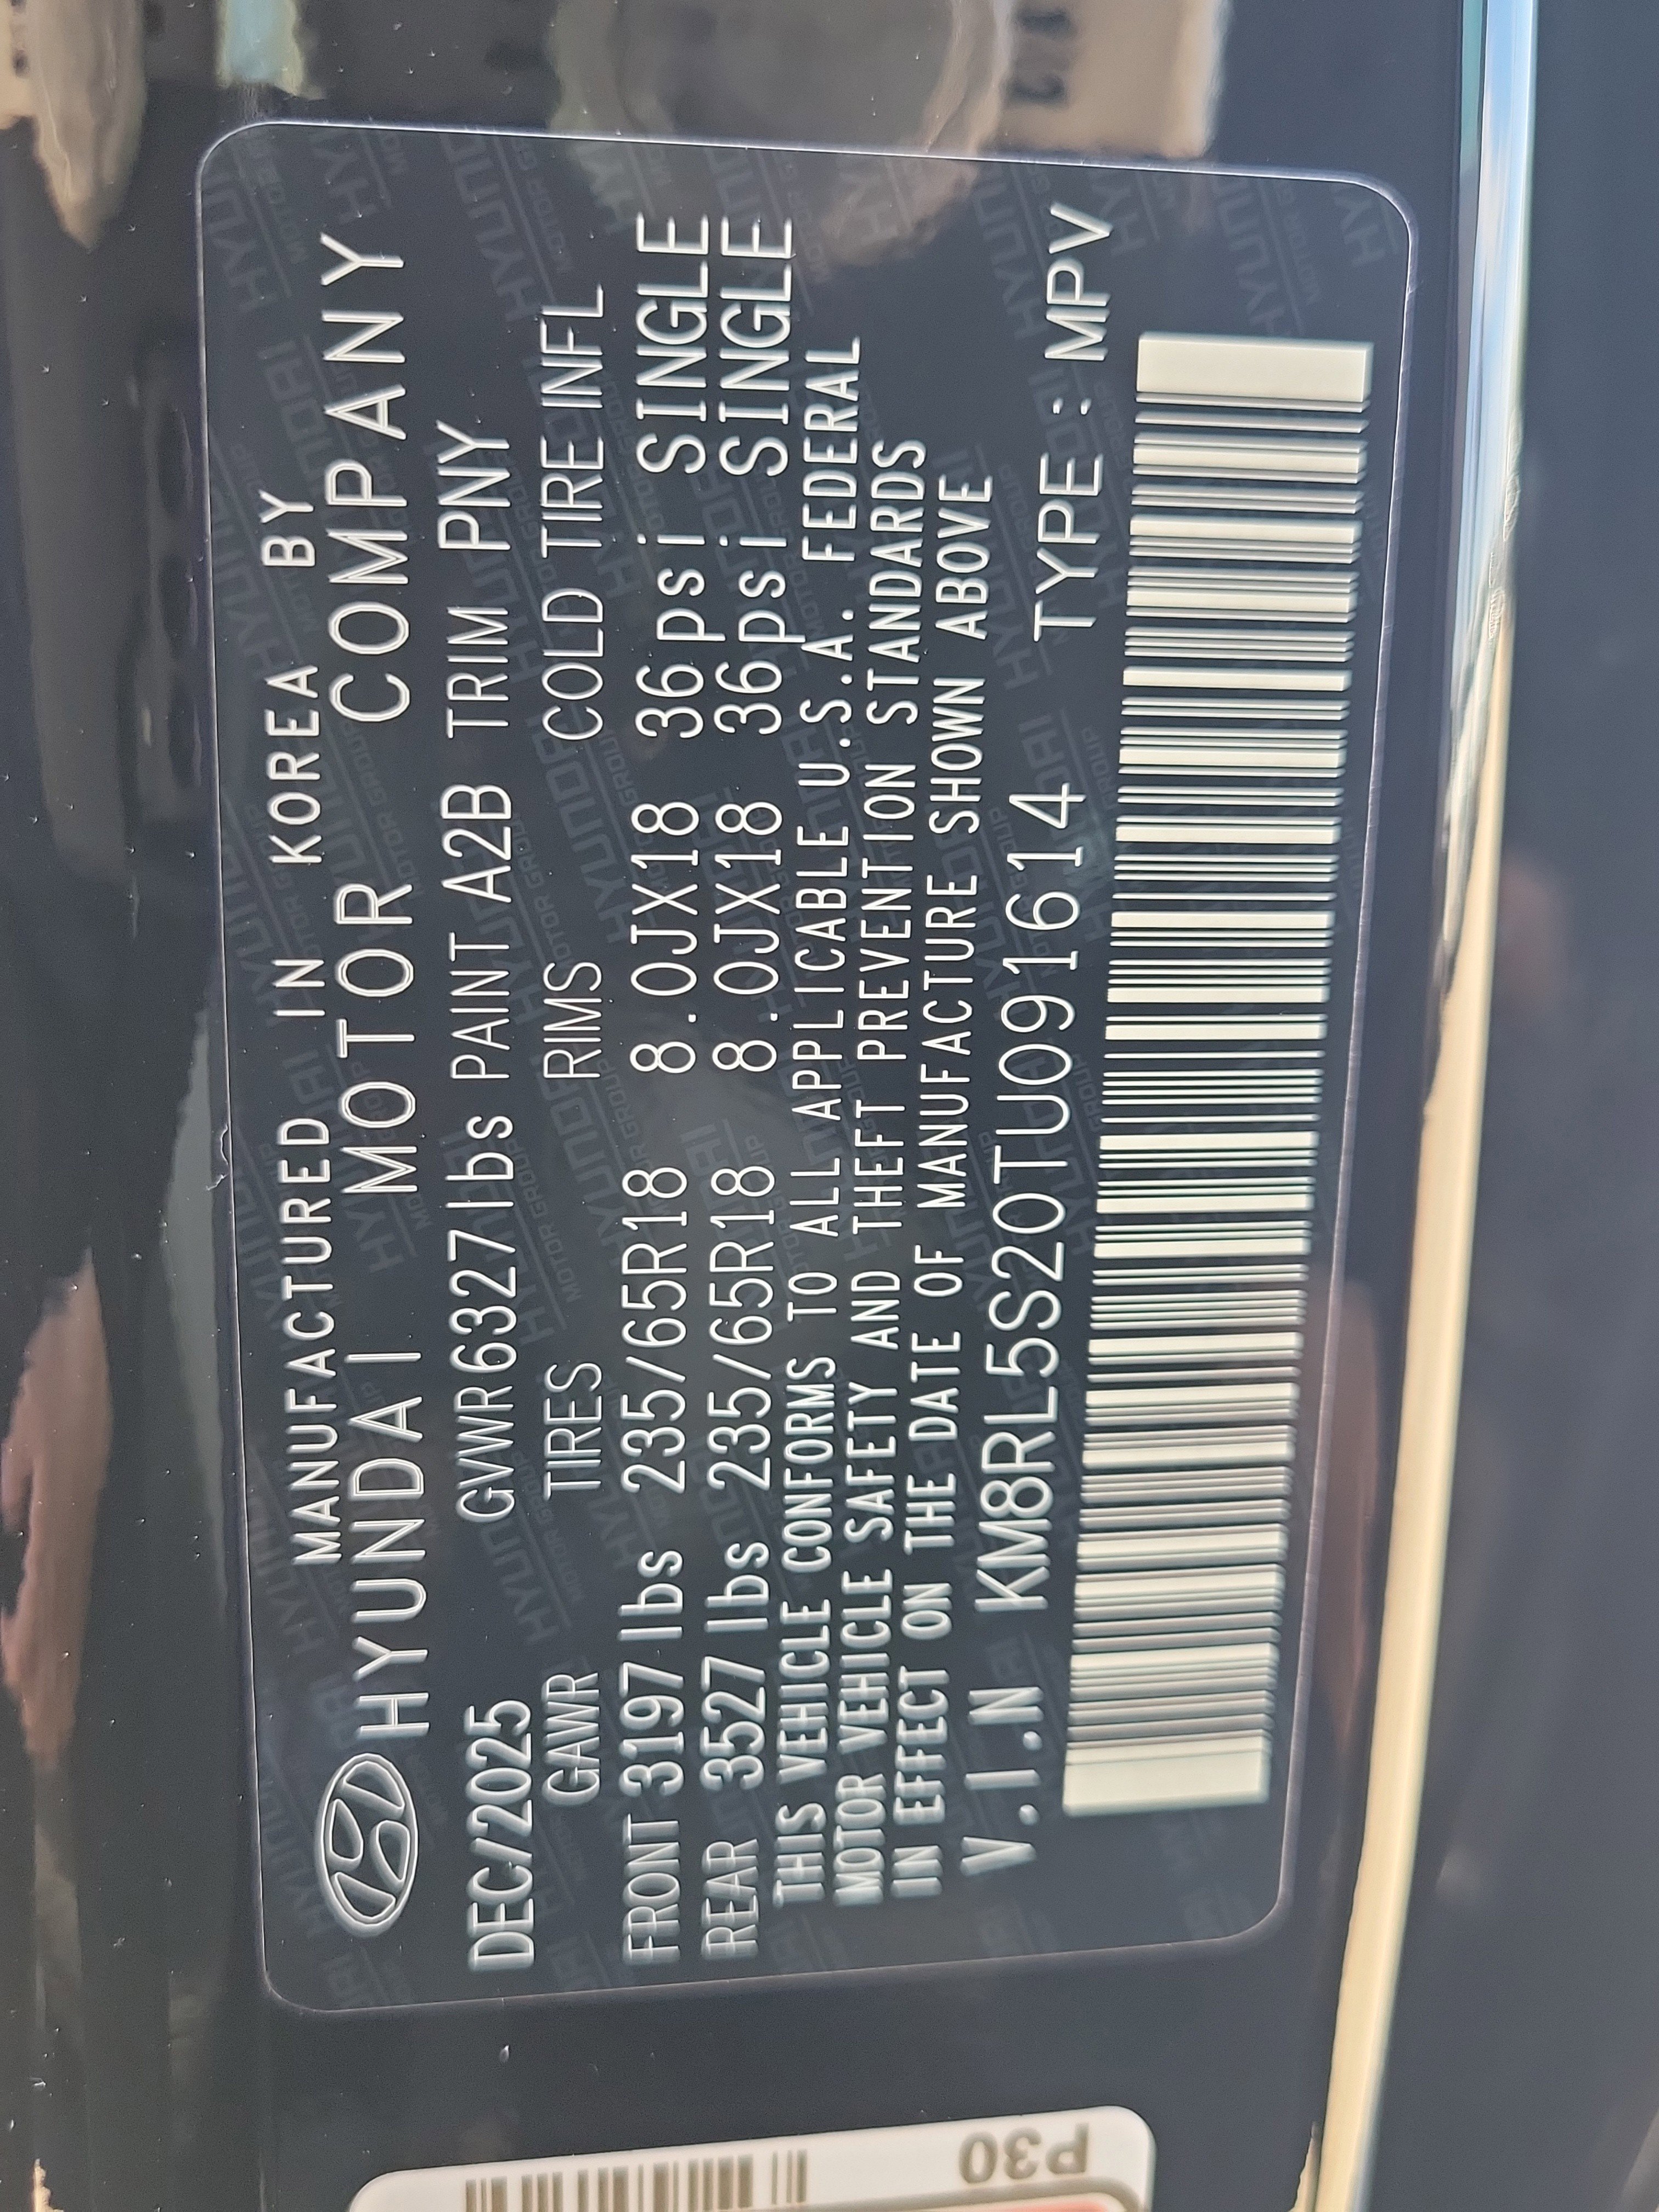 MANUFACTURED IN KOREA BY
HYUNDAI MOTOR COMPANY
DEC/2025 GVWR 6327lbs PAINT A2B TRIM PNY
GAWR TIRES RIMS COLD TIRE INFL
FRONT 3197 lbs 235/65R18 8.0JX18 36psi SINGLE
REAR 3527 lbs 235/65R18 8.0JX18 36psi SINGLE
THIS VEHICLE CONFORMS TO ALL APPLICABLE U.S.A. FEDERAL
MOTOR VEHICLE SAFETY AND THEFT PREVENTION STANDARDS
IN EFFECT ON THE DATE OF MANUFACTURE SHOWN ABOVE
V.I.N KM8RL5S20TU091614 TYPE: MPV
P30